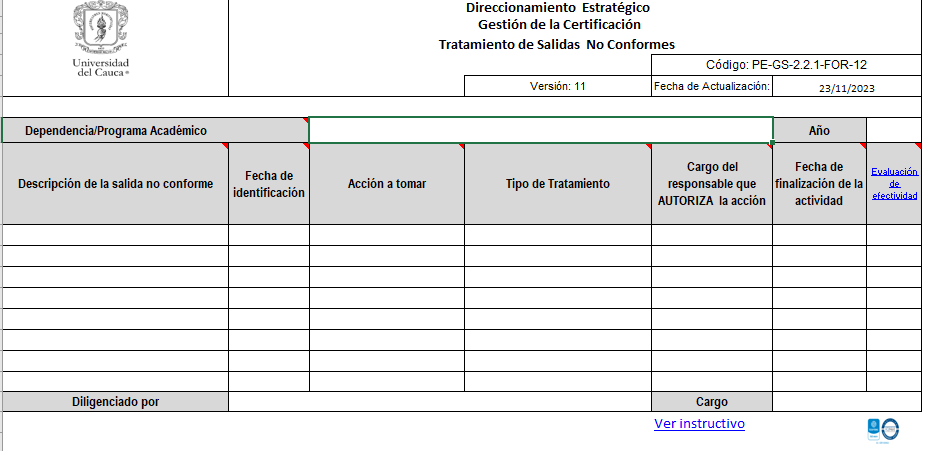 Direccionamiento Estratégico
Gestión de la Certificación
Tratamiento de Salidas No Conformes
Universidad
del Cauca
Código: PE-GS-2.2.1-FOR-12
Versión: 11
Fecha de Actualización:
23/11/2023
Dependencia/Programa Académico
Año
Descripción de la salida no conforme
Fecha de
identificación
Acción a tomar
Tipo de Tratamiento
Cargo del
responsable que
AUTORIZA la acción
Fecha de
finalización de la
actividad
Evaluación
de
efectividad
Diligenciado por
Cargo
Ver instructivo